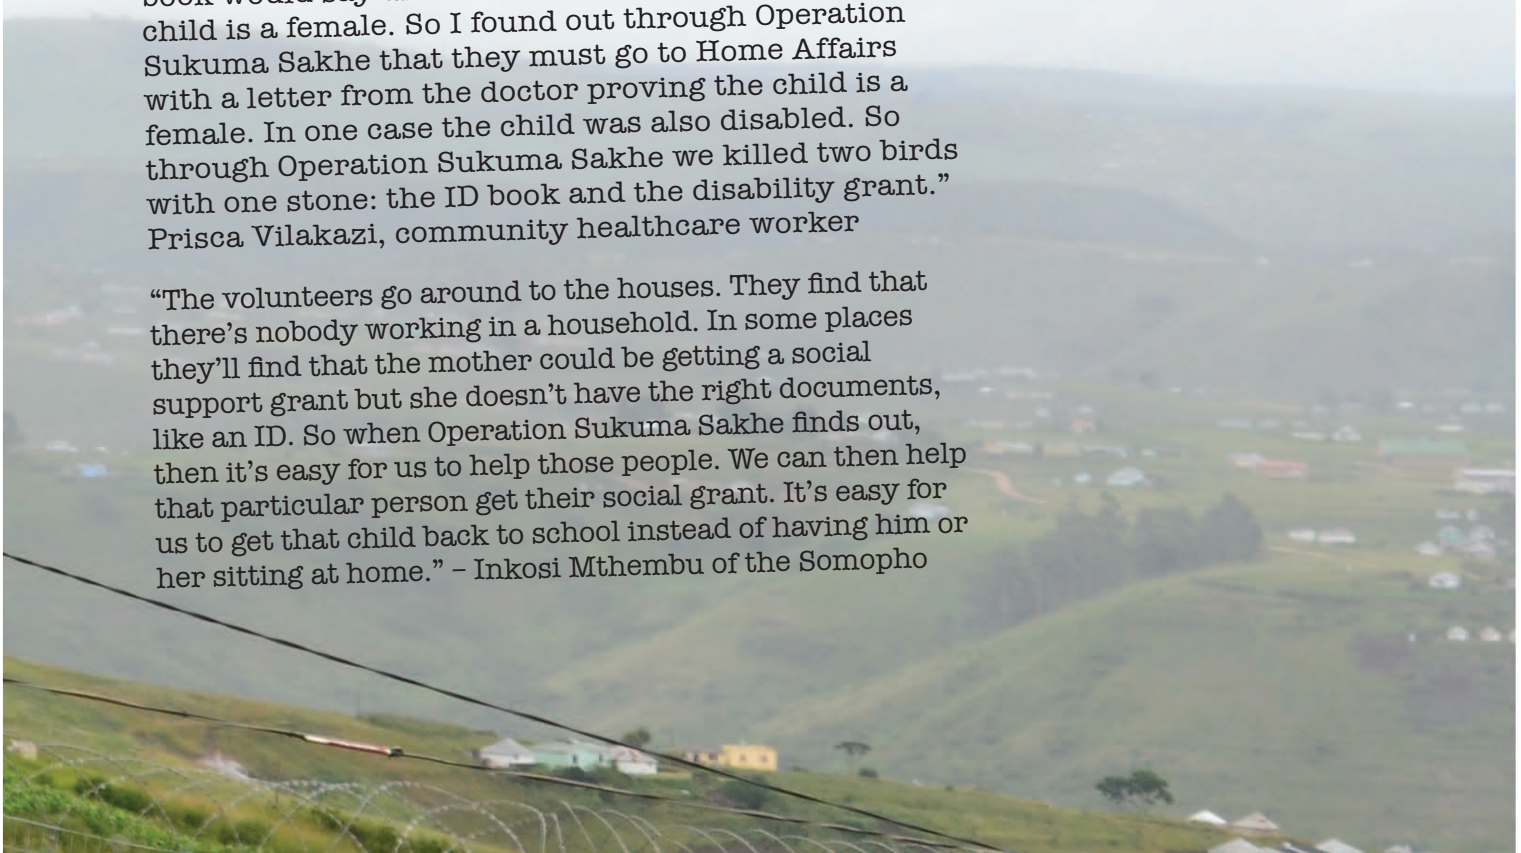 child is a female. So I found out through Operation
Sukuma Sakhe that they must go to Home Affairs
with a letter from the doctor proving the child is a
female. In one case the child was also disabled. So
through Operation Sukuma Sakhe we killed two birds
with one stone: the ID book and the disability grant.”
Prisca Vilakazi, community healthcare worker
“The volunteers go around to the houses. They find that
there’s nobody working in a household. In some places
they’ll find that the mother could be getting a social
support grant but she doesn’t have the right documents,
like an ID. So when Operation Sukuma Sakhe finds out,
then it’s easy for us to help those people. We can then help
that particular person get their social grant. It’s easy for
us to get that child back to school instead of having him or
her sitting at home.” – Inkosi Mthembu of the Somopho